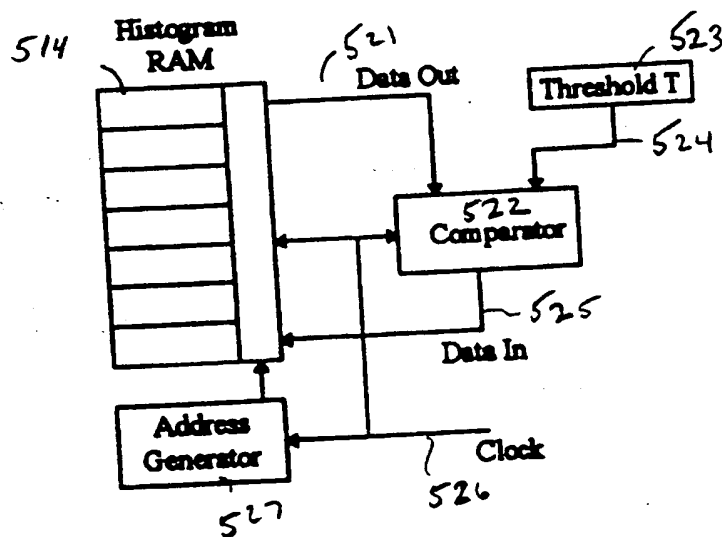 514
Histogram
RAM
521
Data Out
523
Threshold T
524
522
Comparator
525
Data In
Address
Generator
527
Clock
526